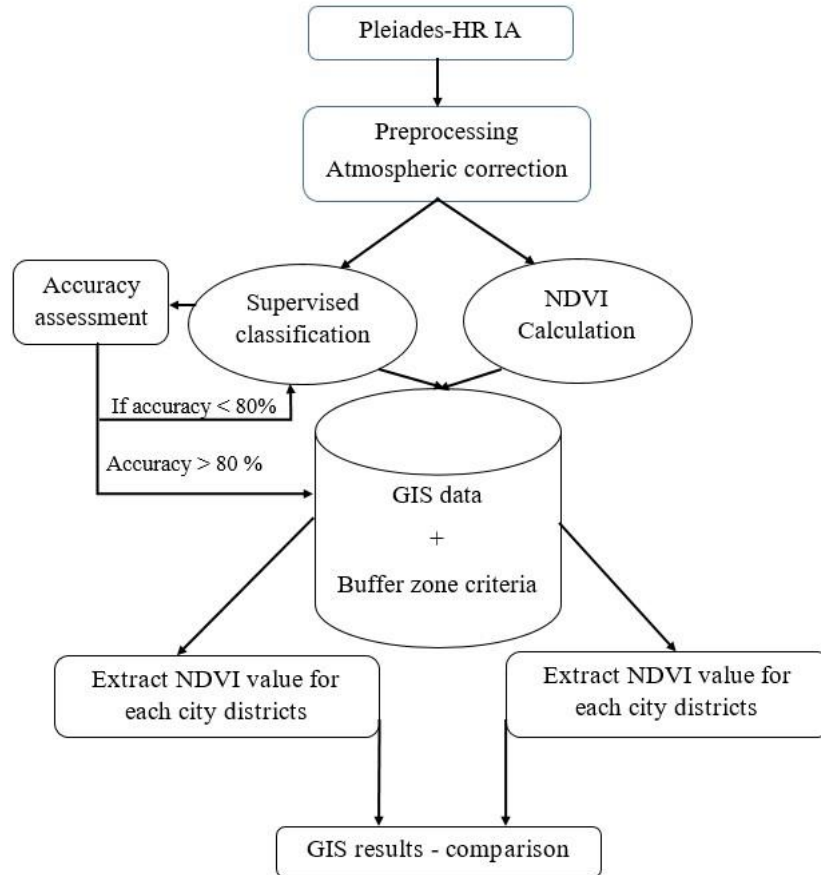 Pleiades-HR IA
Preprocessing
Atmospheric correction
Accuracy
assessment
Supervised
classification
NDVI
Calculation
If accuracy < 80%
Accuracy > 80 %
GIS data
+
Buffer zone criteria
Extract NDVI value for
each city districts
Extract NDVI value for
each city districts
GIS results - comparison